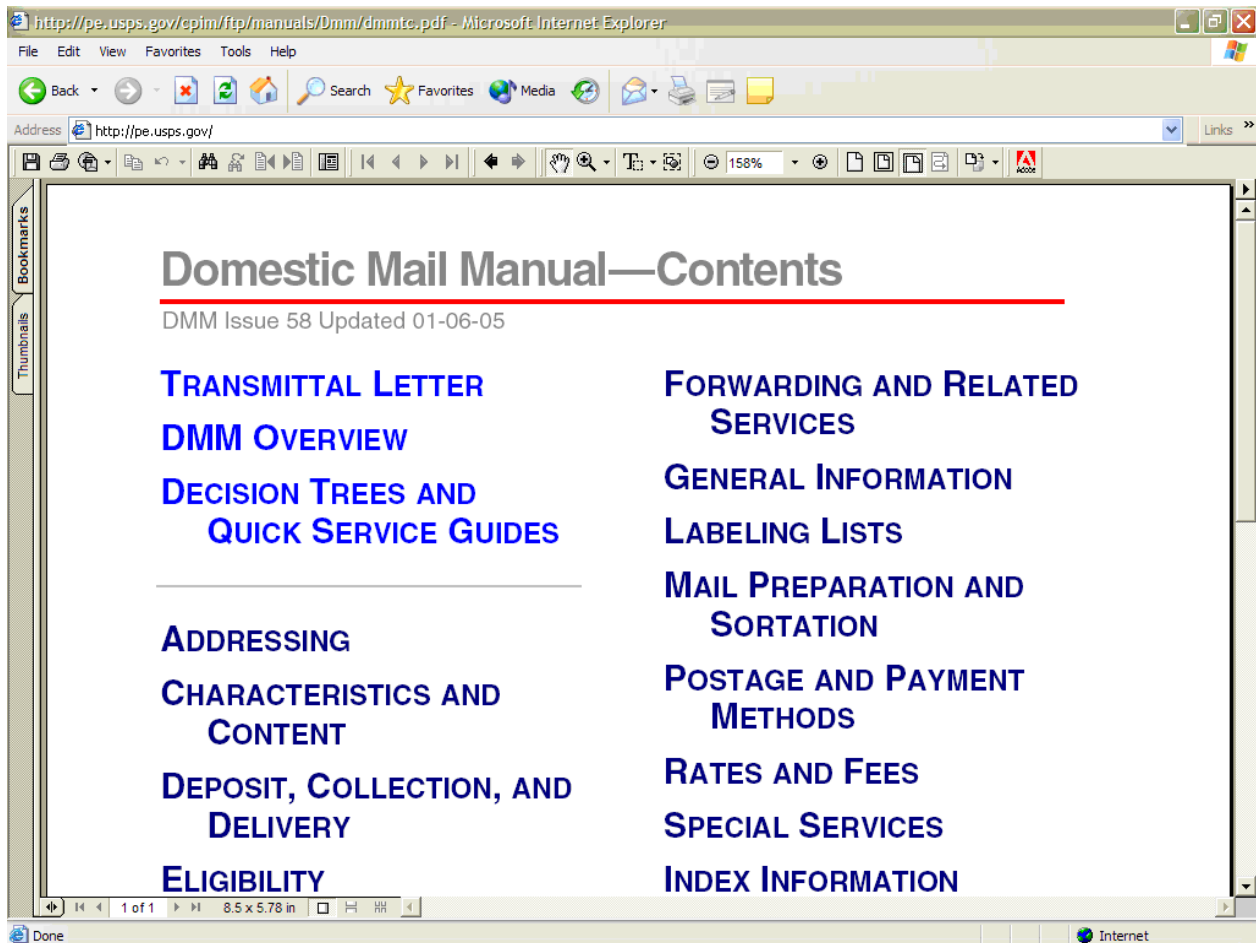 http://pe.usps.gov/cpim/ftp/manuals/Dmm/dmmtc.pdf - Microsoft Internet Explorer
File Edit View Favorites Tools Help
Back Search Favorites Media
Address http://pe.usps.gov/ Links »
158% Adobe
Bookmarks
Thumbnails
Domestic Mail Manual—Contents
DMM Issue 58 Updated 01-06-05
TRANSMITTAL LETTER
DMM OVERVIEW
DECISION TREES AND
QUICK SERVICE GUIDES
ADDRESSING
CHARACTERISTICS AND
CONTENT
DEPOSIT, COLLECTION, AND
DELIVERY
ELIGIBILITY
FORWARDING AND RELATED
SERVICES
GENERAL INFORMATION
LABELING LISTS
MAIL PREPARATION AND
SORTATION
POSTAGE AND PAYMENT
METHODS
RATES AND FEES
SPECIAL SERVICES
INDEX INFORMATION
1 of 1 8.5 x 5.78 in
Done Internet